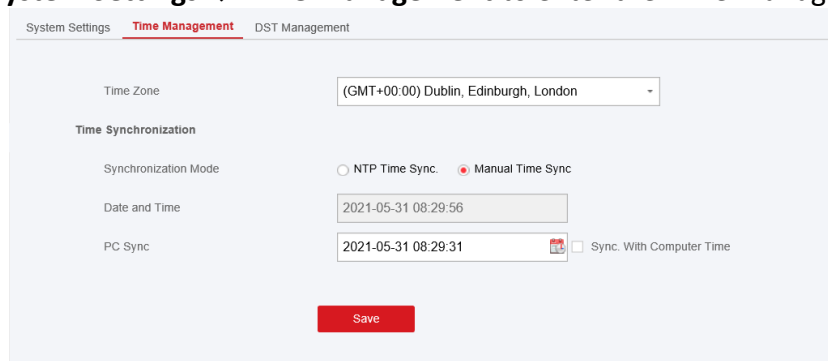 System Settings Time Management DST Management
Time Zone (GMT+00:00) Dublin, Edinburgh, London
Time Synchronization
Synchronization Mode NTP Time Sync. Manual Time Sync
Date and Time 2021-05-31 08:29:56
PC Sync 2021-05-31 08:29:31 Sync. With Computer Time
Save